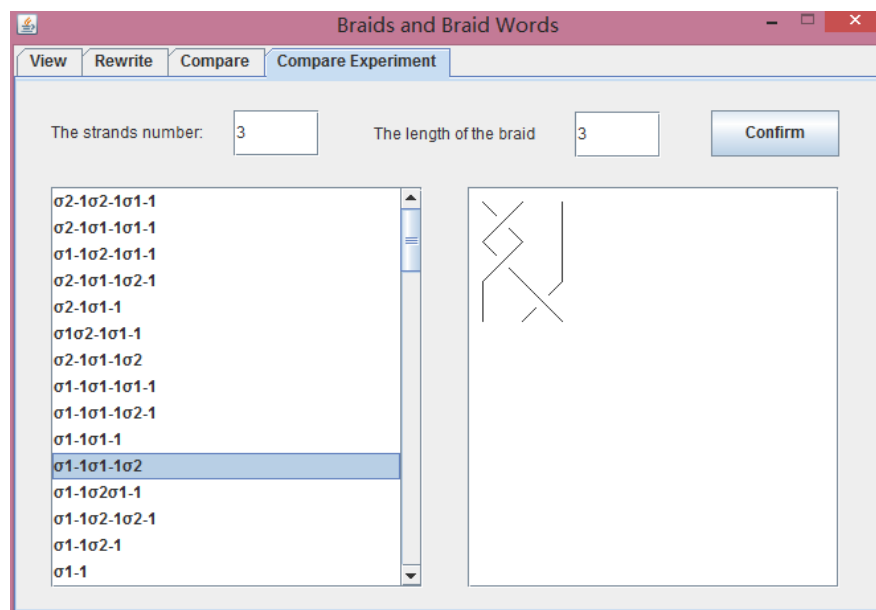 Braids and Braid Words
View Rewrite Compare Compare Experiment
The strands number: 3 The length of the braid 3 Confirm
σ2-1σ2-1σ1-1
σ2-1σ1-1σ1-1
σ1-1σ2-1σ1-1
σ2-1σ1-1σ2-1
σ2-1σ1-1
σ1σ2-1σ1-1
σ2-1σ1-1σ2
σ1-1σ1-1σ1-1
σ1-1σ1-1σ2-1
σ1-1σ1-1
σ1-1σ1-1σ2
σ1-1σ2σ1-1
σ1-1σ2-1σ2-1
σ1-1σ2-1
σ1-1